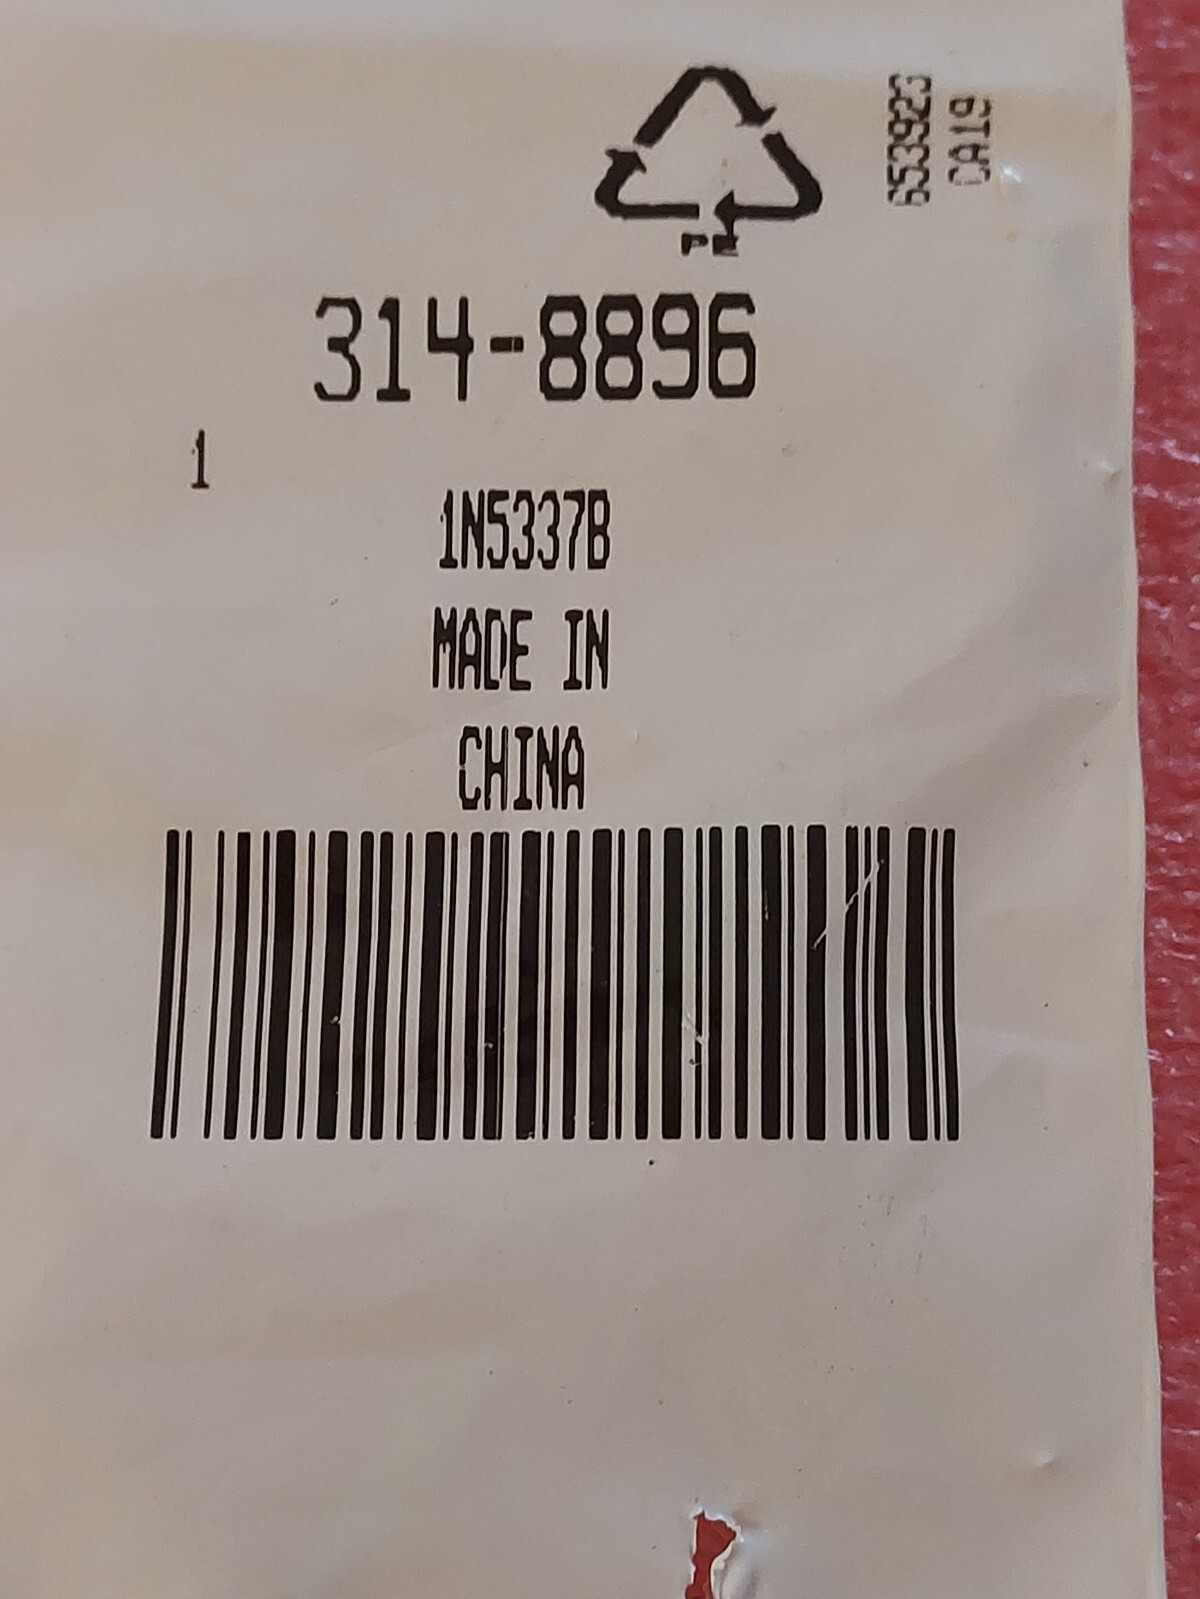 653923
CA19
PE
314-8896
1
1N5337B
MADE IN
CHINA